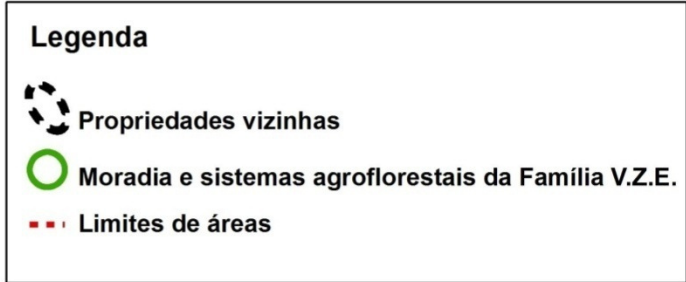 Legenda
Propriedades vizinhas
Moradia e sistemas agroflorestais da Família V.Z.E.
Limites de áreas